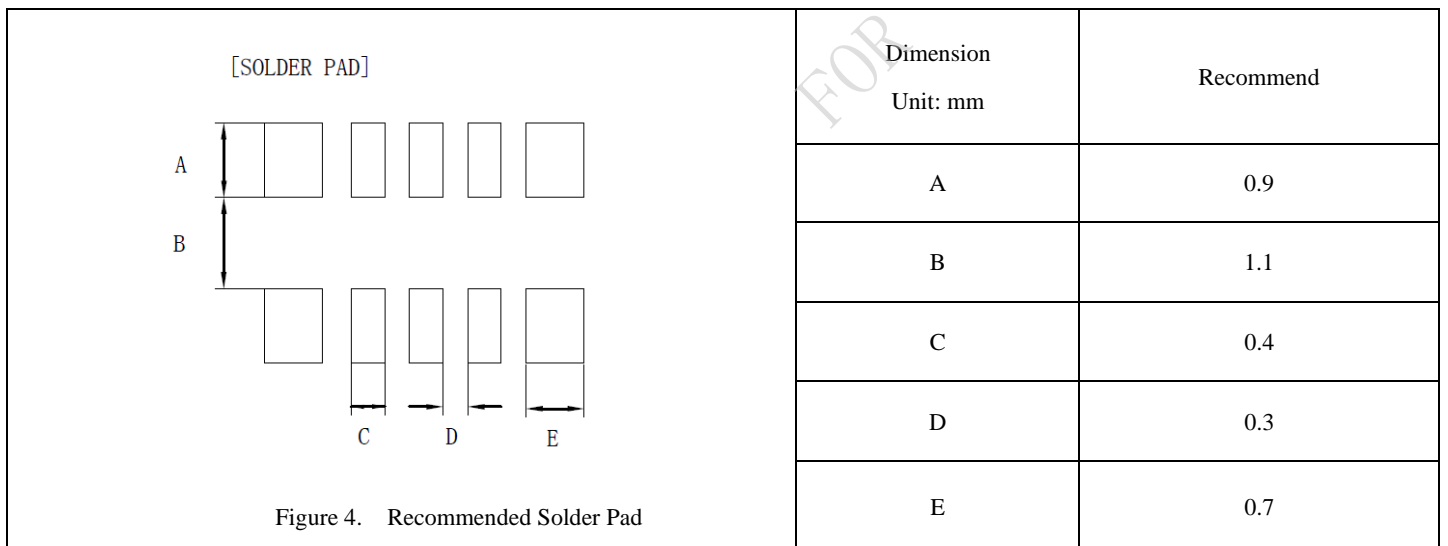 [SOLDER PAD]
A
B
C D E
Figure 4. Recommended Solder Pad
FOR
Dimension
Unit: mm
Recommend
A 0.9
B 1.1
C 0.4
D 0.3
E 0.7